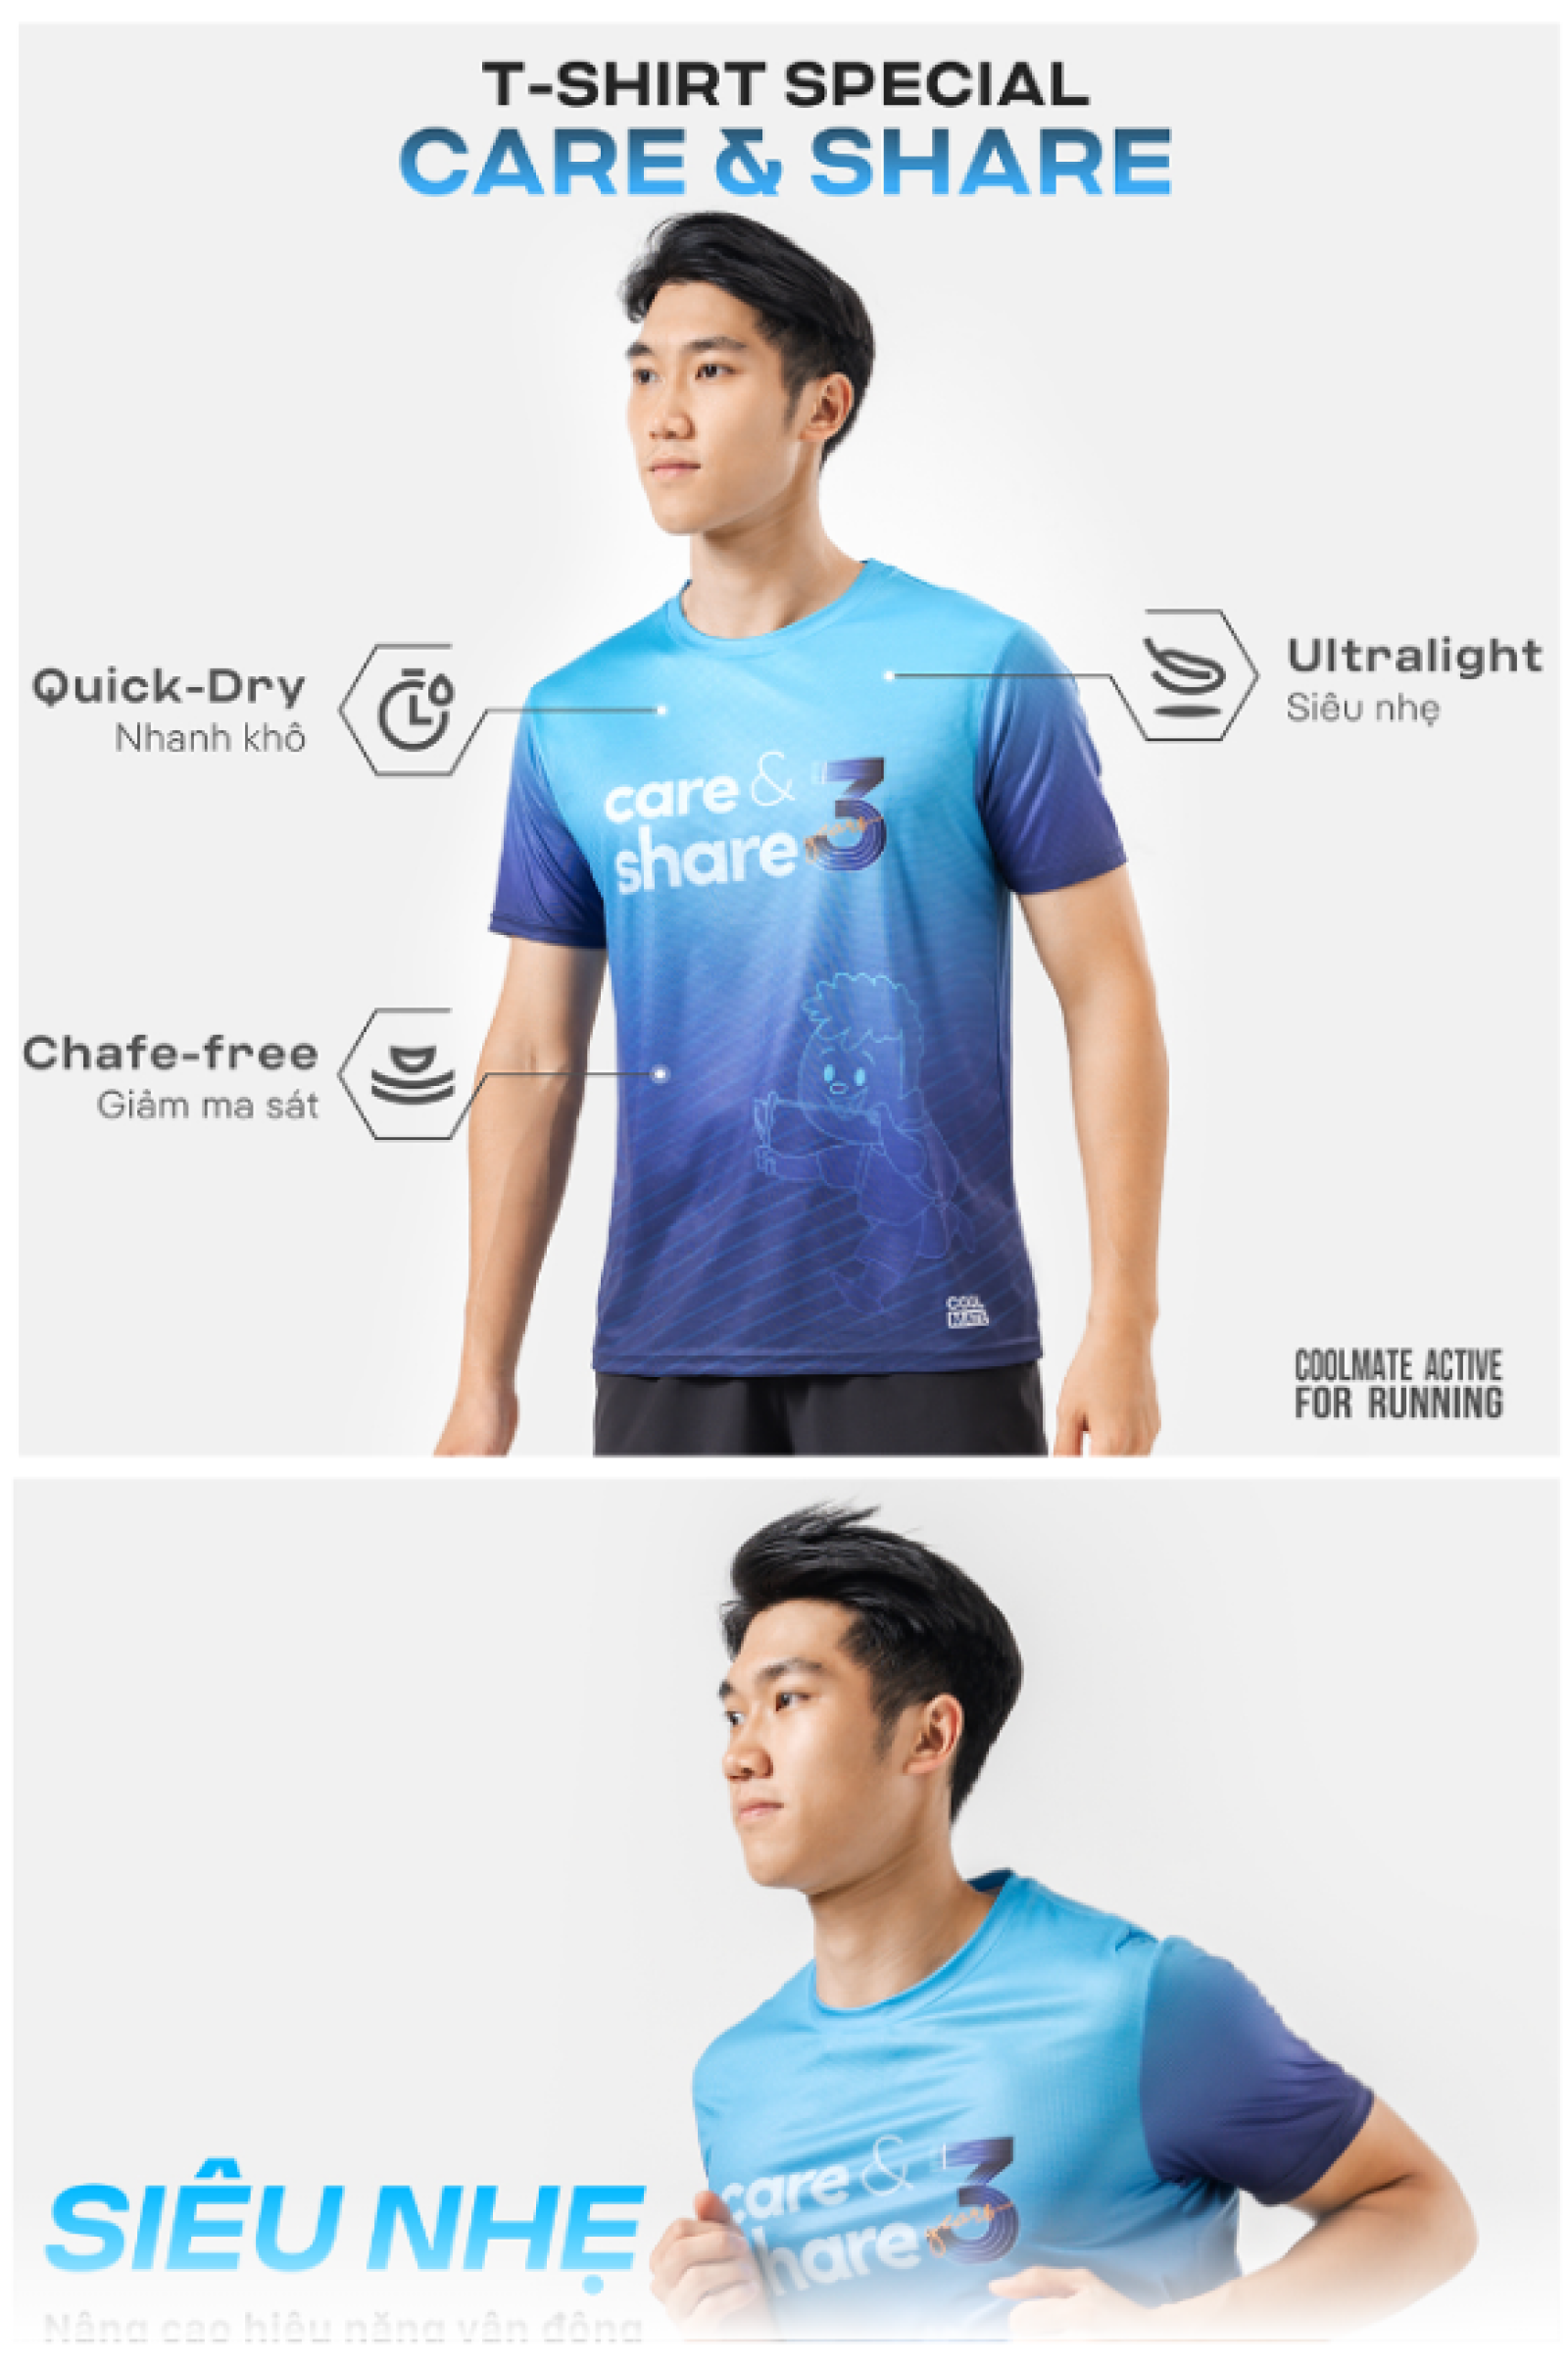 T-SHIRT SPECIAL
CARE & SHARE
Quick-Dry
Nhanh khô
Ultralight
Siêu nhẹ
care & 3
share years
Chafe-free
Giảm ma sát
COOL
MATE
COOLMATE ACTIVE
FOR RUNNING
care & 3
share years
SIÊU NHẸ
Nâng cao hiệu năng vận động